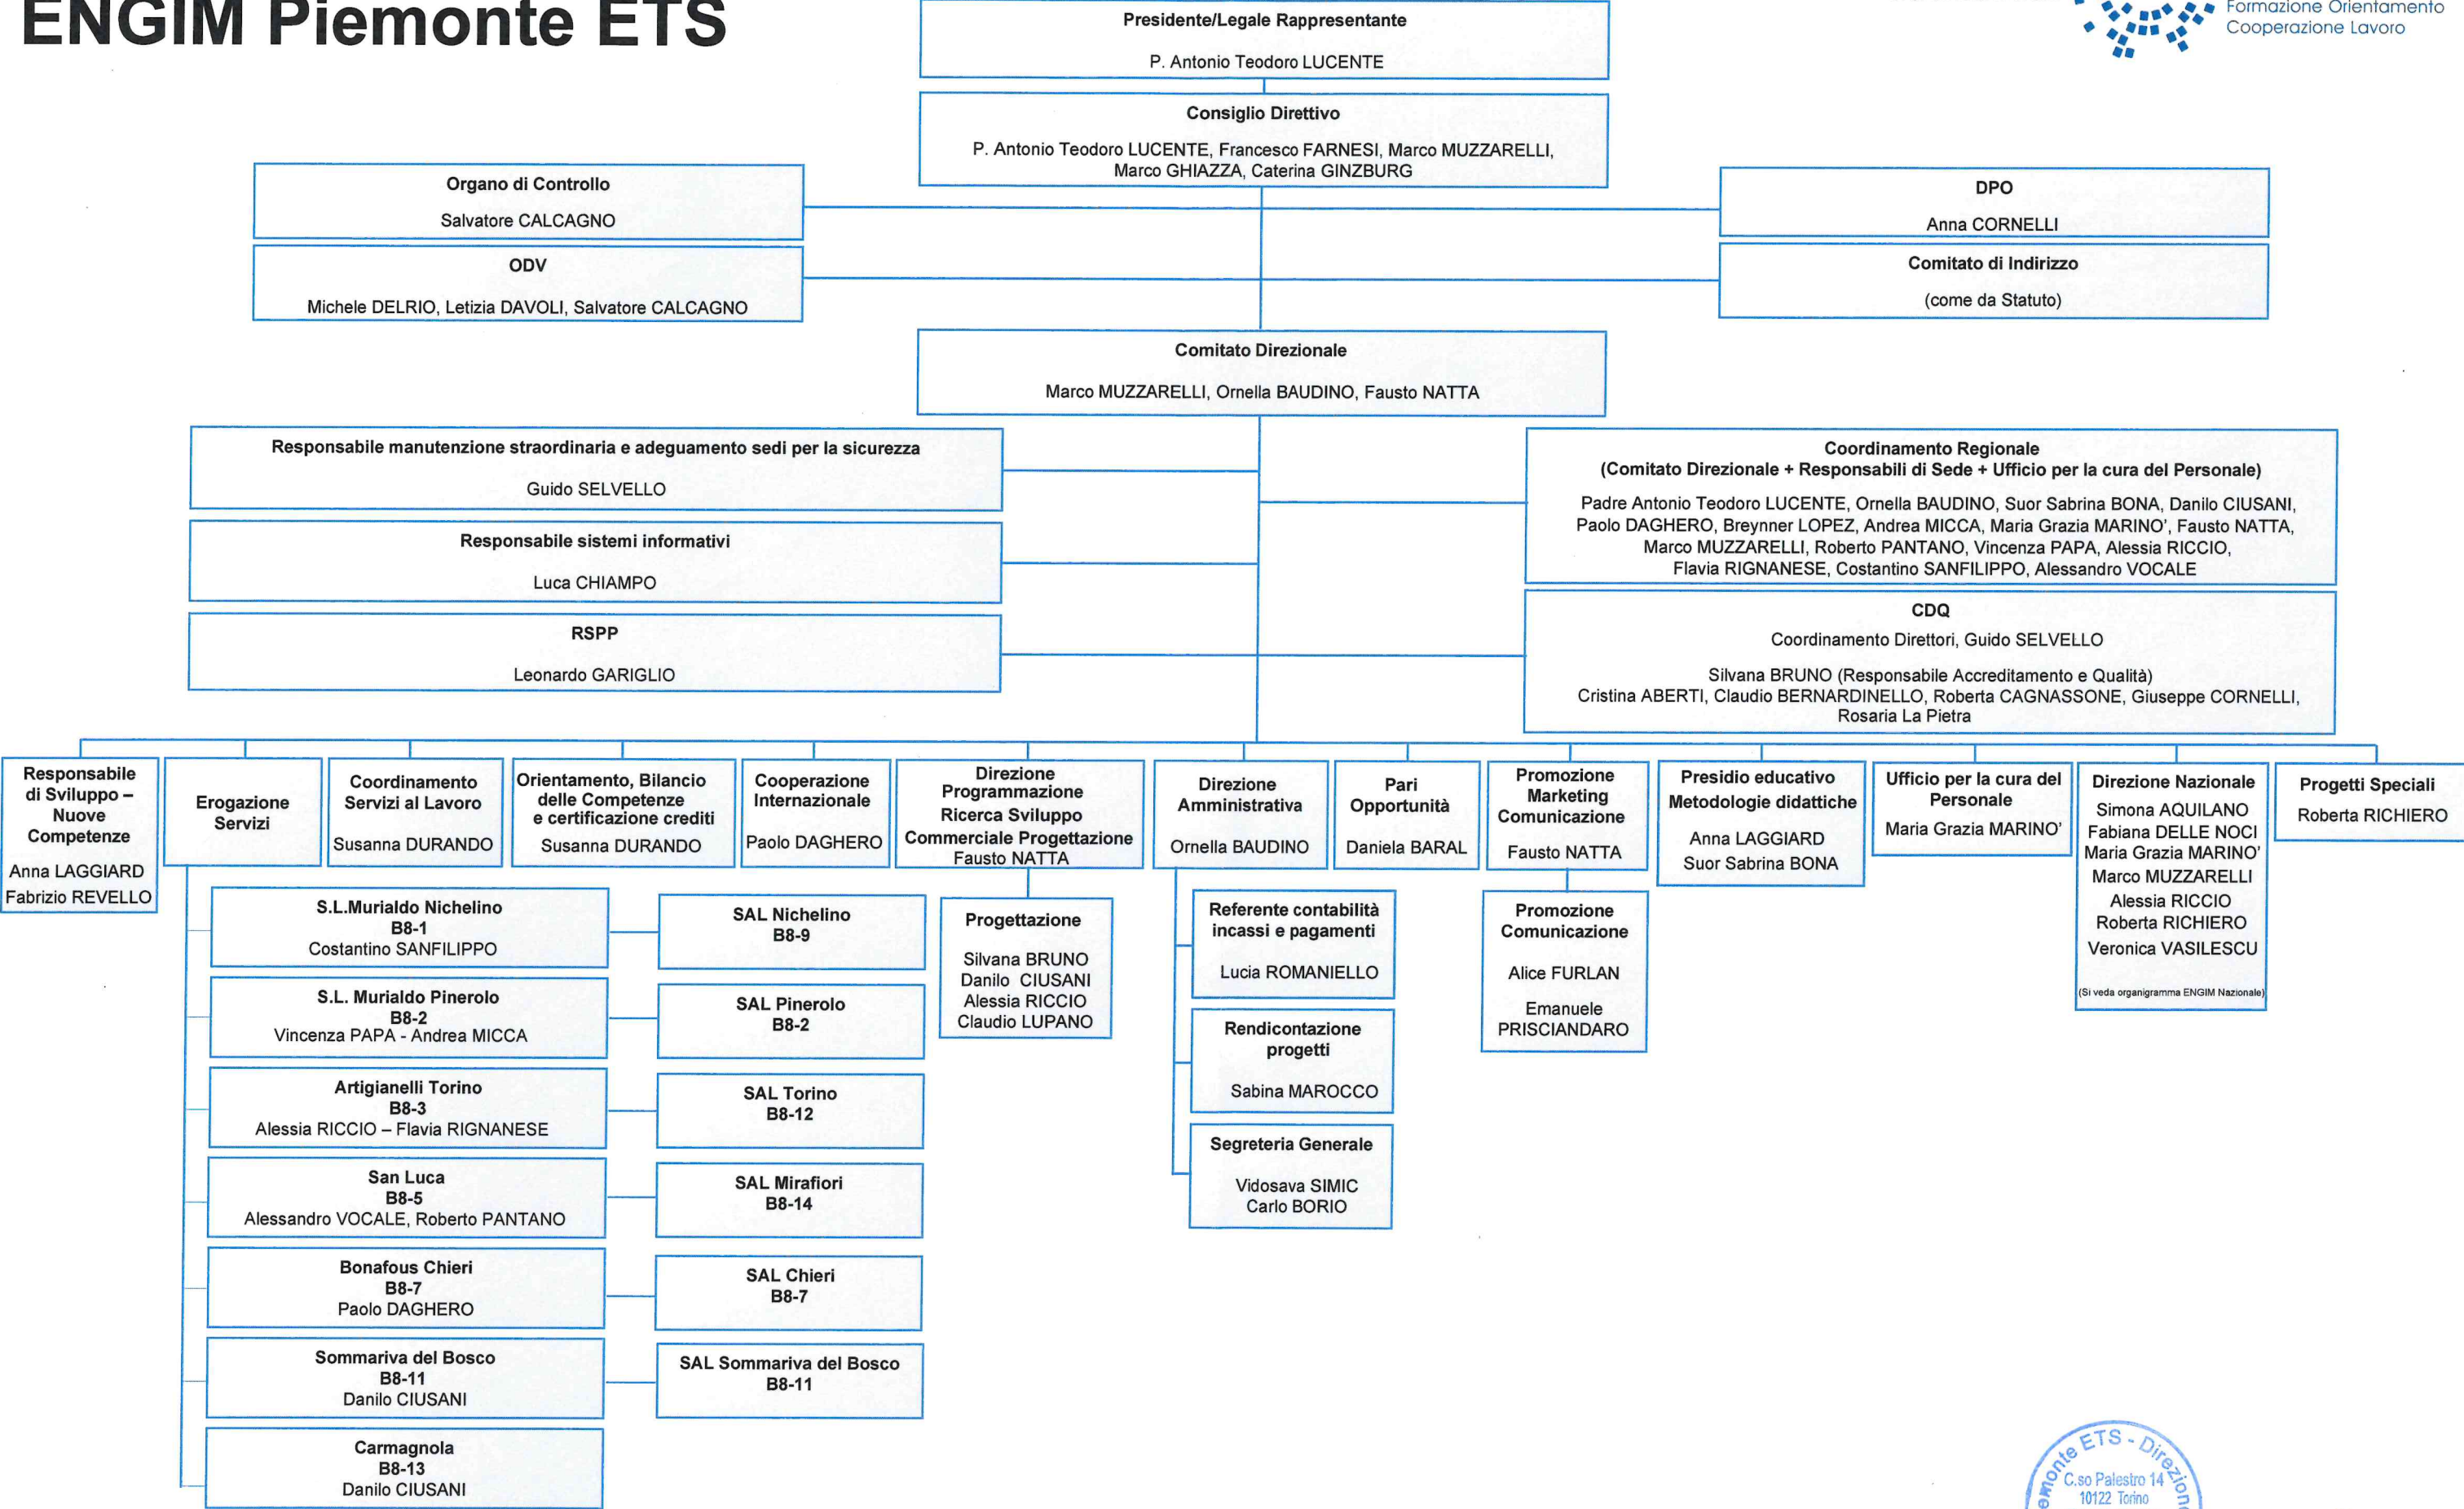 ENGIM Piemonte ETS
Formazione Orientamento
Cooperazione Lavoro
Presidente/Legale Rappresentante
P. Antonio Teodoro LUCENTE
Consiglio Direttivo
P. Antonio Teodoro LUCENTE, Francesco FARNESI, Marco MUZZARELLI,
Marco GHIAZZA, Caterina GINZBURG
Organo di Controllo
Salvatore CALCAGNO
DPO
Anna CORNELLI
ODV
Michele DELRIO, Letizia DAVOLI, Salvatore CALCAGNO
Comitato di Indirizzo
(come da Statuto)
Comitato Direzionale
Marco MUZZARELLI, Ornella BAUDINO, Fausto NATTA
Responsabile manutenzione straordinaria e adeguamento sedi per la sicurezza
Guido SELVELLO
Coordinamento Regionale
(Comitato Direzionale + Responsabili di Sede + Ufficio per la cura del Personale)
Padre Antonio Teodoro LUCENTE, Ornella BAUDINO, Suor Sabrina BONA, Danilo CIUSANI,
Paolo DAGHERO, Breynner LOPEZ, Andrea MICCA, Maria Grazia MARINO', Fausto NATTA,
Marco MUZZARELLI, Roberto PANTANO, Vincenza PAPA, Alessia RICCIO,
Flavia RIGNANESE, Costantino SANFILIPPO, Alessandro VOCALE
Responsabile sistemi informativi
Luca CHIAMPO
RSPP
Leonardo GARIGLIO
CDQ
Coordinamento Direttori, Guido SELVELLO
Silvana BRUNO (Responsabile Accreditamento e Qualità)
Cristina ABERTI, Claudio BERNARDINELLO, Roberta CAGNASSONE, Giuseppe CORNELLI,
Rosaria La Pietra
Responsabile
di Sviluppo –
Nuove
Competenze
Anna LAGGIARD
Fabrizio REVELLO
Erogazione
Servizi
Coordinamento
Servizi al Lavoro
Susanna DURANDO
Orientamento, Bilancio
delle Competenze
e certificazione crediti
Susanna DURANDO
Cooperazione
Internazionale
Paolo DAGHERO
Direzione
Programmazione
Ricerca Sviluppo
Commerciale Progettazione
Fausto NATTA
Direzione
Amministrativa
Ornella BAUDINO
Pari
Opportunità
Daniela BARAL
Promozione
Marketing
Comunicazione
Fausto NATTA
Presidio educativo
Metodologie didattiche
Anna LAGGIARD
Suor Sabrina BONA
Ufficio per la cura del
Personale
Maria Grazia MARINO'
Direzione Nazionale
Simona AQUILANO
Fabiana DELLE NOCI
Maria Grazia MARINO'
Marco MUZZARELLI
Alessia RICCIO
Roberta RICHIERO
Veronica VASILESCU
(Si veda organigramma ENGIM Nazionale)
Progetti Speciali
Roberta RICHIERO
S.L.Murialdo Nichelino
B8-1
Costantino SANFILIPPO
SAL Nichelino
B8-9
S.L. Murialdo Pinerolo
B8-2
Vincenza PAPA - Andrea MICCA
SAL Pinerolo
B8-2
Artigianelli Torino
B8-3
Alessia RICCIO – Flavia RIGNANESE
SAL Torino
B8-12
San Luca
B8-5
Alessandro VOCALE, Roberto PANTANO
SAL Mirafiori
B8-14
Bonafous Chieri
B8-7
Paolo DAGHERO
SAL Chieri
B8-7
Sommariva del Bosco
B8-11
Danilo CIUSANI
SAL Sommariva del Bosco
B8-11
Carmagnola
B8-13
Danilo CIUSANI
Progettazione
Silvana BRUNO
Danilo CIUSANI
Alessia RICCIO
Claudio LUPANO
Referente contabilità
incassi e pagamenti
Lucia ROMANIELLO
Rendicontazione
progetti
Sabina MAROCCO
Segreteria Generale
Vidosava SIMIC
Carlo BORIO
Promozione
Comunicazione
Alice FURLAN
Emanuele
PRISCIANDARO
emonte ETS - Direzion
C.so Palestro 14
10122 Torino